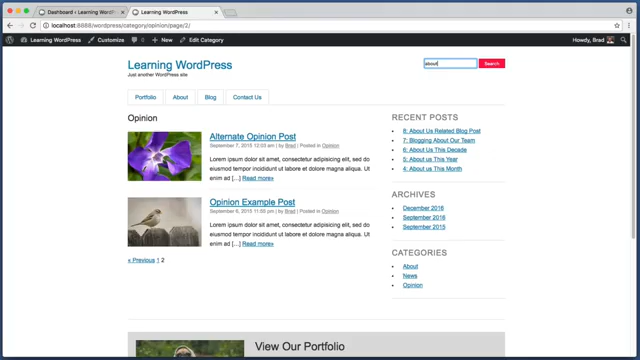 Dashboard ‹ Learning WordPr
Learning WordPress
localhost:8888/wordpress/category/opinion/page/2/
Learning WordPress
Customize
0
New
Edit Category
Howdy, Brad
Learning WordPress
Just another WordPress site
about
Search
Portfolio
About
Blog
Contact Us
Opinion
Alternate Opinion Post
September 7, 2015 12:03 am | by Brad | Posted in Opinion
Lorem ipsum dolor sit amet, consectetur adipisicing elit,
sed do eiusmod tempor incididunt ut labore et dolore
magna aliqua. Ut enim ad [...] Read more»
Opinion Example Post
September 6, 2015 11:55 pm | by Brad | Posted in Opinion
Lorem ipsum dolor sit amet, consectetur adipisicing elit,
sed do eiusmod tempor incididunt ut labore et dolore
magna aliqua. Ut enim ad [...] Read more»
« Previous 1 2
RECENT POSTS
8: About Us Related Blog Post
7: Blogging About Our Team
6: About Us This Decade
5: About us This Year
4: About us this Month
ARCHIVES
December 2016
September 2016
September 2015
CATEGORIES
About
News
Opinion
View Our Portfolio